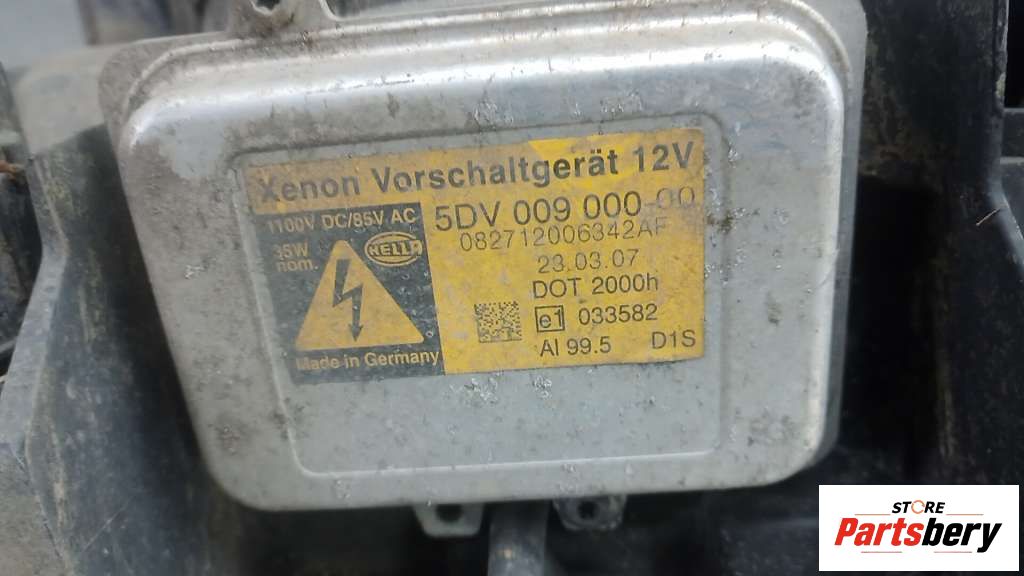 Xenon Vorschaltgerät 12V
1100V DC/85V AC
35W
nom.
HELLA
Made in Germany
5DV 009 000-00
082712006342AF
23.03.07
DOT 2000h
e1 033582
AI 99.5 D1S
STORE
Partsbery